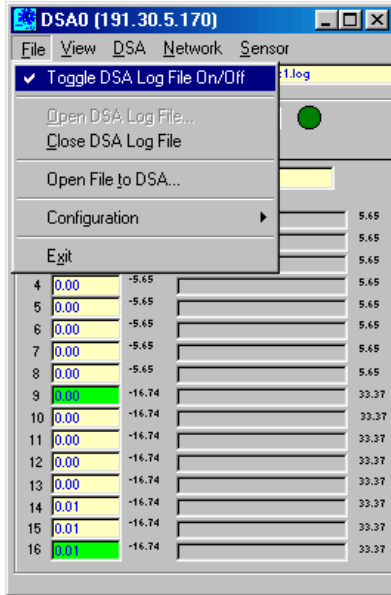 DSA0 (191.30.5.170)
File View DSA Network Sensor
✓ Toggle DSA Log File On/Off
1.log
Open DSA Log File...
Close DSA Log File
Open File to DSA...
Configuration
Exit
5.65
5.65
5.65
4 0.00 -5.65 5.65
5 0.00 -5.65 5.65
6 0.00 -5.65 5.65
7 0.00 -5.65 5.65
8 0.00 -5.65 5.65
9 0.00 -16.74 33.37
10 0.00 -16.74 33.37
11 0.00 -16.74 33.37
12 0.00 -16.74 33.37
13 0.00 -16.74 33.37
14 0.01 -16.74 33.37
15 0.01 -16.74 33.37
16 0.01 -16.74 33.37